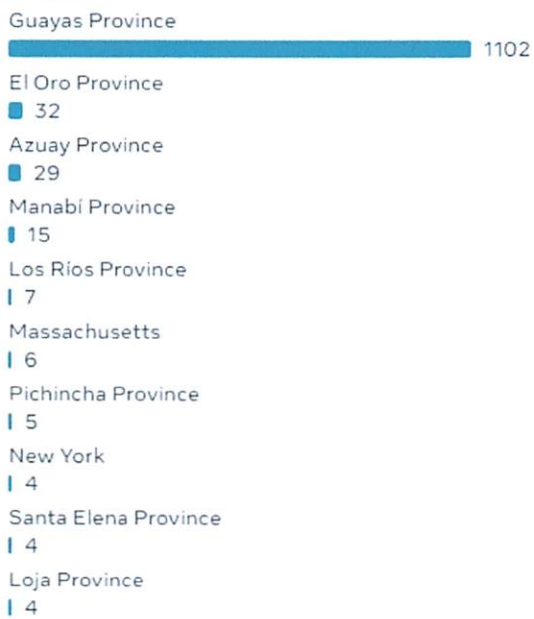 Guayas Province
1102
El Oro Province
32
Azuay Province
29
Manabí Province
15
Los Ríos Province
7
Massachusetts
6
Pichincha Province
5
New York
4
Santa Elena Province
4
Loja Province
4